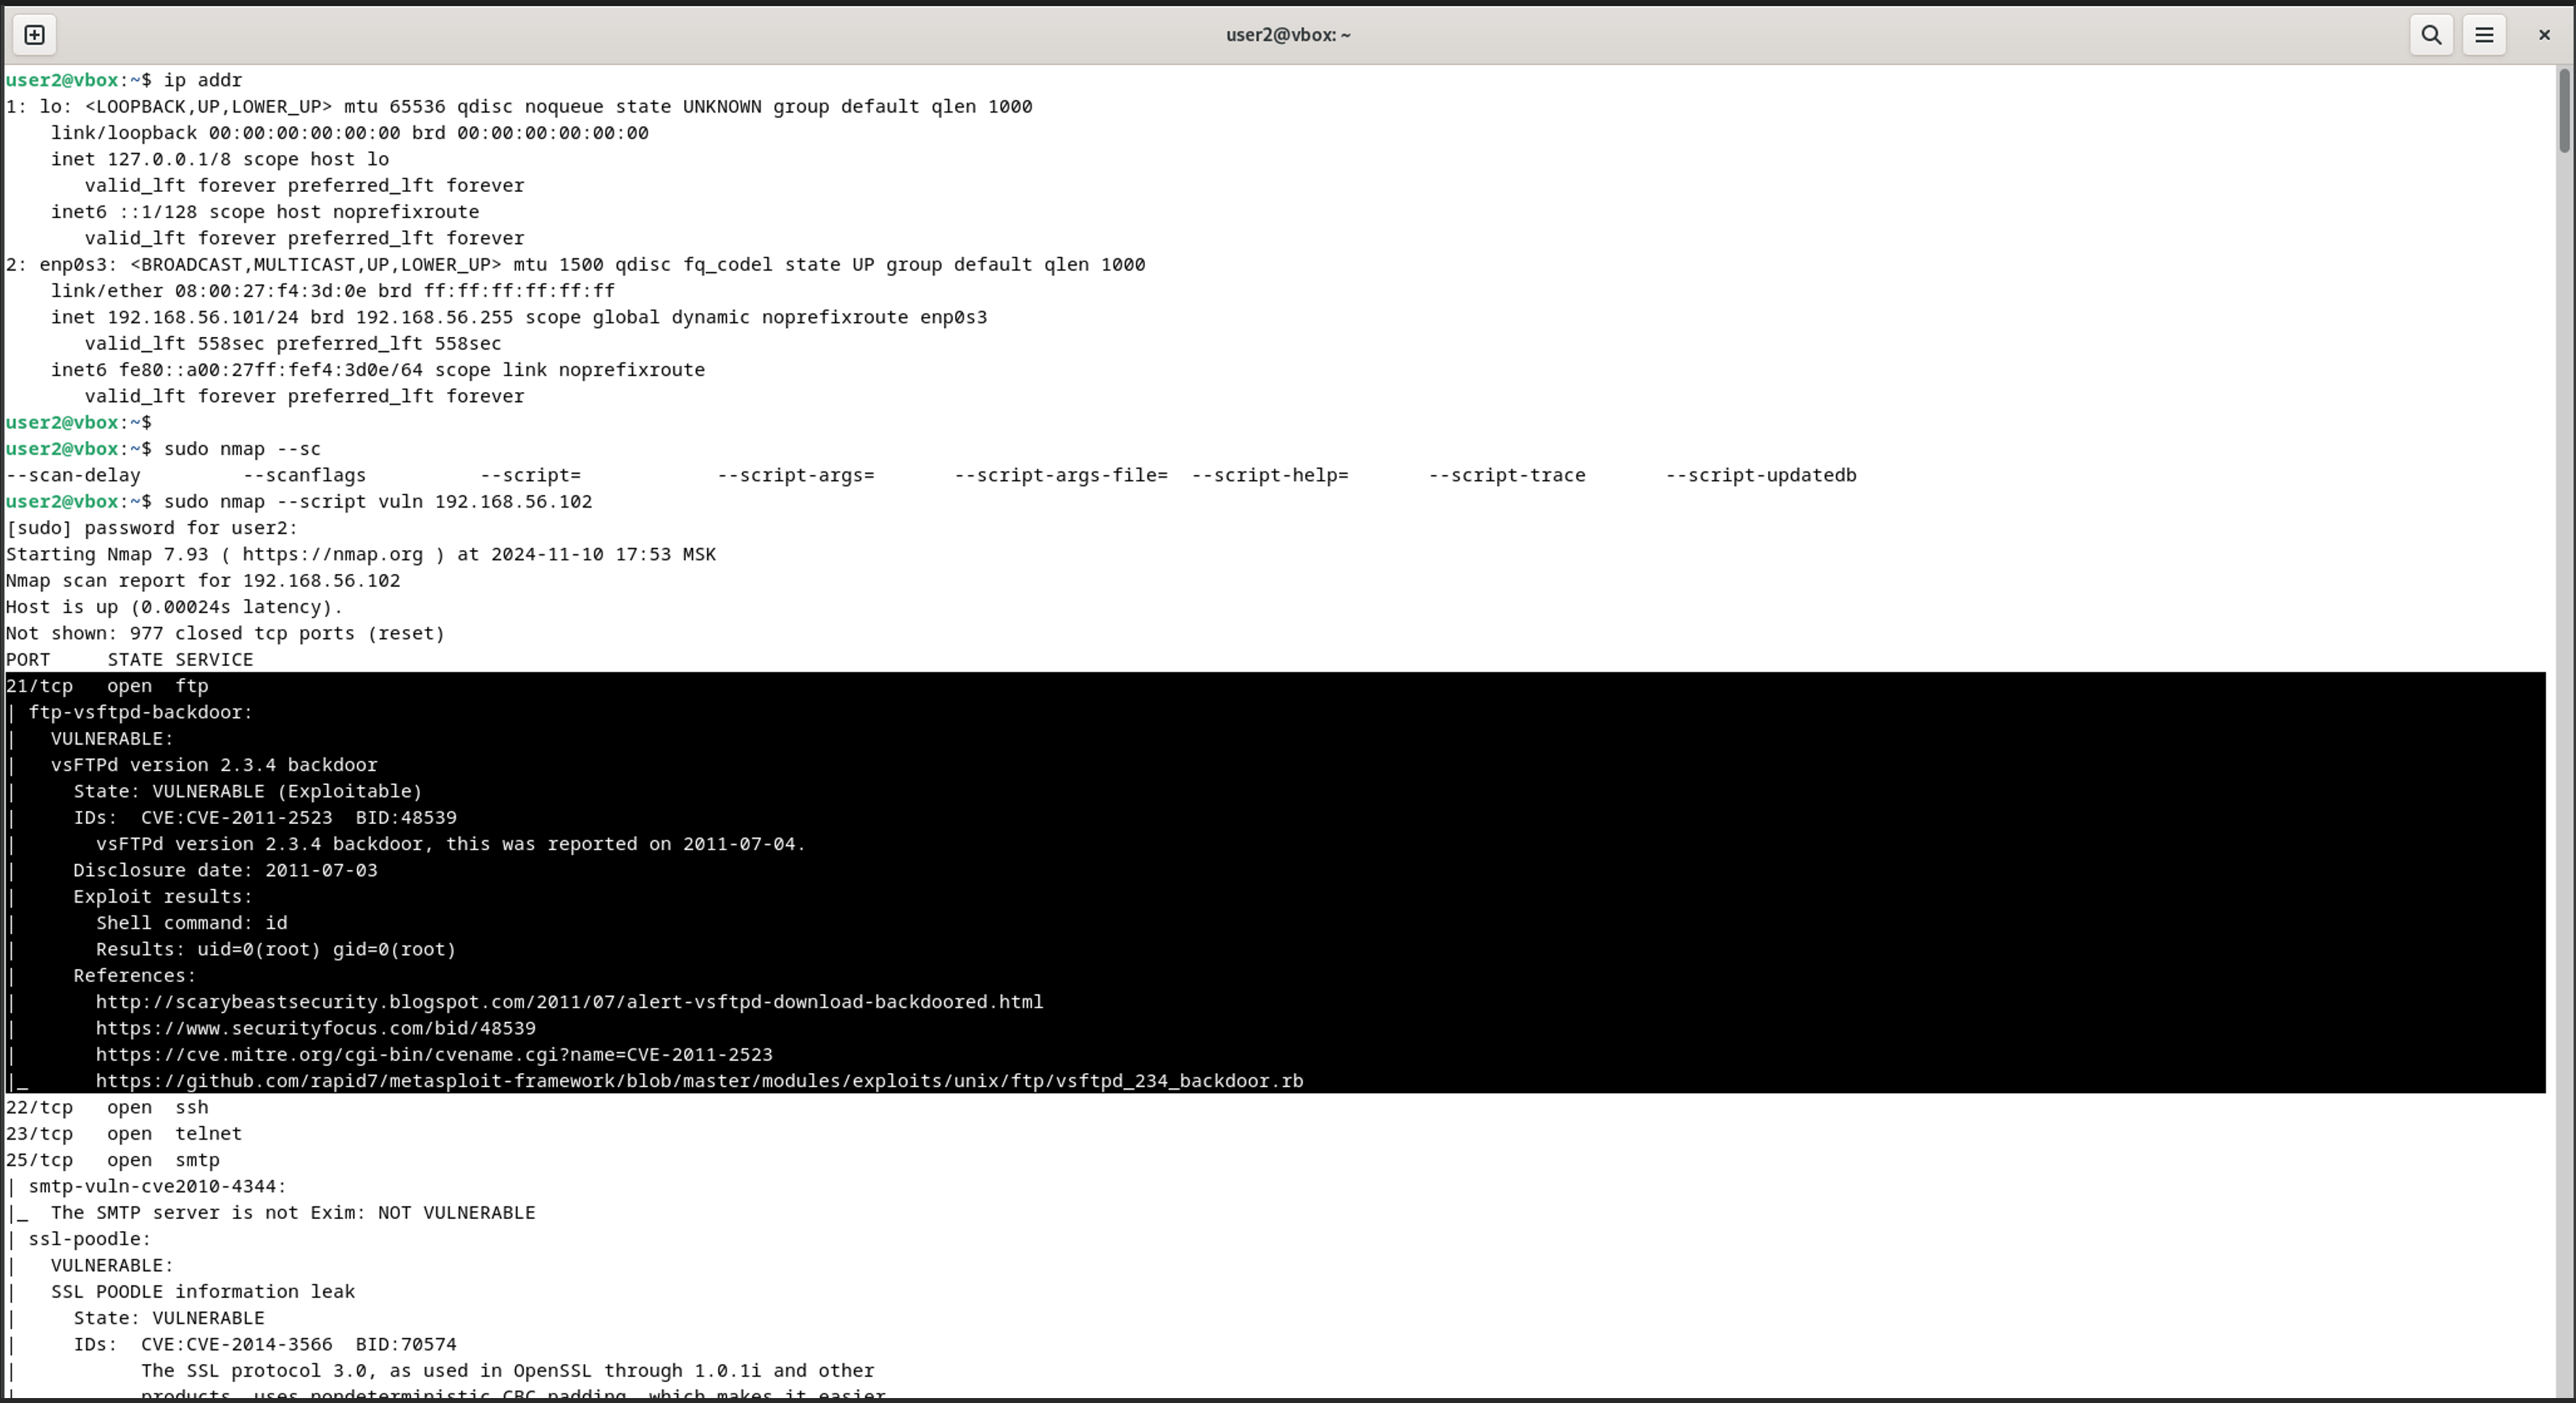 user2@vbox: ~
user2@vbox:~$ ip addr
1: lo: <LOOPBACK,UP,LOWER_UP> mtu 65536 qdisc noqueue state UNKNOWN group default qlen 1000
    link/loopback 00:00:00:00:00:00 brd 00:00:00:00:00:00
    inet 127.0.0.1/8 scope host lo
       valid_lft forever preferred_lft forever
    inet6 ::1/128 scope host noprefixroute
       valid_lft forever preferred_lft forever
2: enp0s3: <BROADCAST,MULTICAST,UP,LOWER_UP> mtu 1500 qdisc fq_codel state UP group default qlen 1000
    link/ether 08:00:27:f4:3d:0e brd ff:ff:ff:ff:ff:ff
    inet 192.168.56.101/24 brd 192.168.56.255 scope global dynamic noprefixroute enp0s3
       valid_lft 558sec preferred_lft 558sec
    inet6 fe80::a00:27ff:fef4:3d0e/64 scope link noprefixroute
       valid_lft forever preferred_lft forever
user2@vbox:~$
user2@vbox:~$ sudo nmap --sc
--scan-delay         --scanflags          --script=            --script-args=       --script-args-file=  --script-help=       --script-trace       --script-updatedb
user2@vbox:~$ sudo nmap --script vuln 192.168.56.102
[sudo] password for user2:
Starting Nmap 7.93 ( https://nmap.org ) at 2024-11-10 17:53 MSK
Nmap scan report for 192.168.56.102
Host is up (0.00024s latency).
Not shown: 977 closed tcp ports (reset)
PORT     STATE SERVICE
21/tcp   open  ftp
| ftp-vsftpd-backdoor:
|   VULNERABLE:
|   vsFTPd version 2.3.4 backdoor
|     State: VULNERABLE (Exploitable)
|     IDs:  CVE:CVE-2011-2523  BID:48539
|       vsFTPd version 2.3.4 backdoor, this was reported on 2011-07-04.
|     Disclosure date: 2011-07-03
|     Exploit results:
|       Shell command: id
|       Results: uid=0(root) gid=0(root)
|     References:
|       http://scarybeastsecurity.blogspot.com/2011/07/alert-vsftpd-download-backdoored.html
|       https://www.securityfocus.com/bid/48539
|       https://cve.mitre.org/cgi-bin/cvename.cgi?name=CVE-2011-2523
|_      https://github.com/rapid7/metasploit-framework/blob/master/modules/exploits/unix/ftp/vsftpd_234_backdoor.rb
22/tcp   open  ssh
23/tcp   open  telnet
25/tcp   open  smtp
| smtp-vuln-cve2010-4344:
|_  The SMTP server is not Exim: NOT VULNERABLE
| ssl-poodle:
|   VULNERABLE:
|   SSL POODLE information leak
|     State: VULNERABLE
|     IDs:  CVE:CVE-2014-3566  BID:70574
|           The SSL protocol 3.0, as used in OpenSSL through 1.0.1i and other
|           products, uses nondeterministic CBC padding, which makes it easier